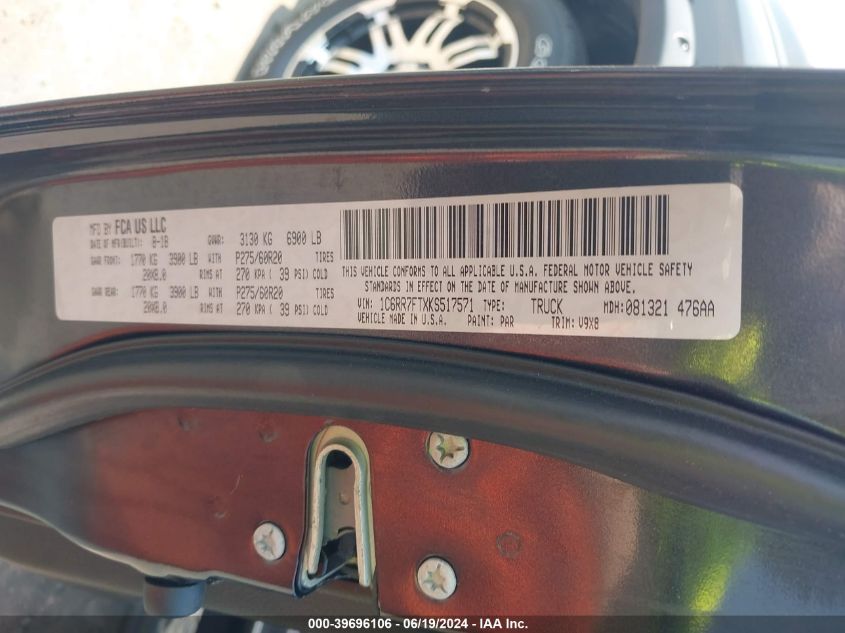 MFD BY FCA US LLC
DATE OF MFR(BUILT): 8-18 GVWR: 3130 KG 6900 LB
GAWR FRONT: 1770 KG 3900 LB WITH P275/60R20 TIRES
20X8.0 RIMS AT 270 KPA ( 39 PSI) COLD
GAWR REAR: 1770 KG 3900 LB WITH P275/60R20 TIRES
20X8.0 RIMS AT 270 KPA ( 39 PSI) COLD
THIS VEHICLE CONFORMS TO ALL APPLICABLE U.S.A. FEDERAL MOTOR VEHICLE SAFETY
STANDARDS IN EFFECT ON THE DATE OF MANUFACTURE SHOWN ABOVE.
VIN: 1C6RR7FTXKS517571 TYPE: TRUCK MDH: 081321 476AA
VEHICLE MADE IN U.S.A. PAINT: PAR TRIM: V9X8
000-39696106 - 06/19/2024 - IAA Inc.